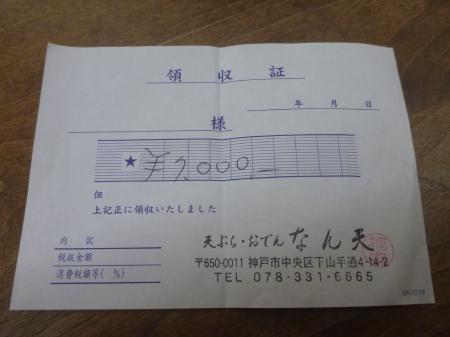 領収証
年 月 日
様
★ ¥2,000.-
但
上記正に領収いたしました
内訳
税抜金額
消費税額等( %)
天ぷら・おでん なん天
〒650-0011 神戸市中央区下山手通4-14-2
TEL 078-331-6665